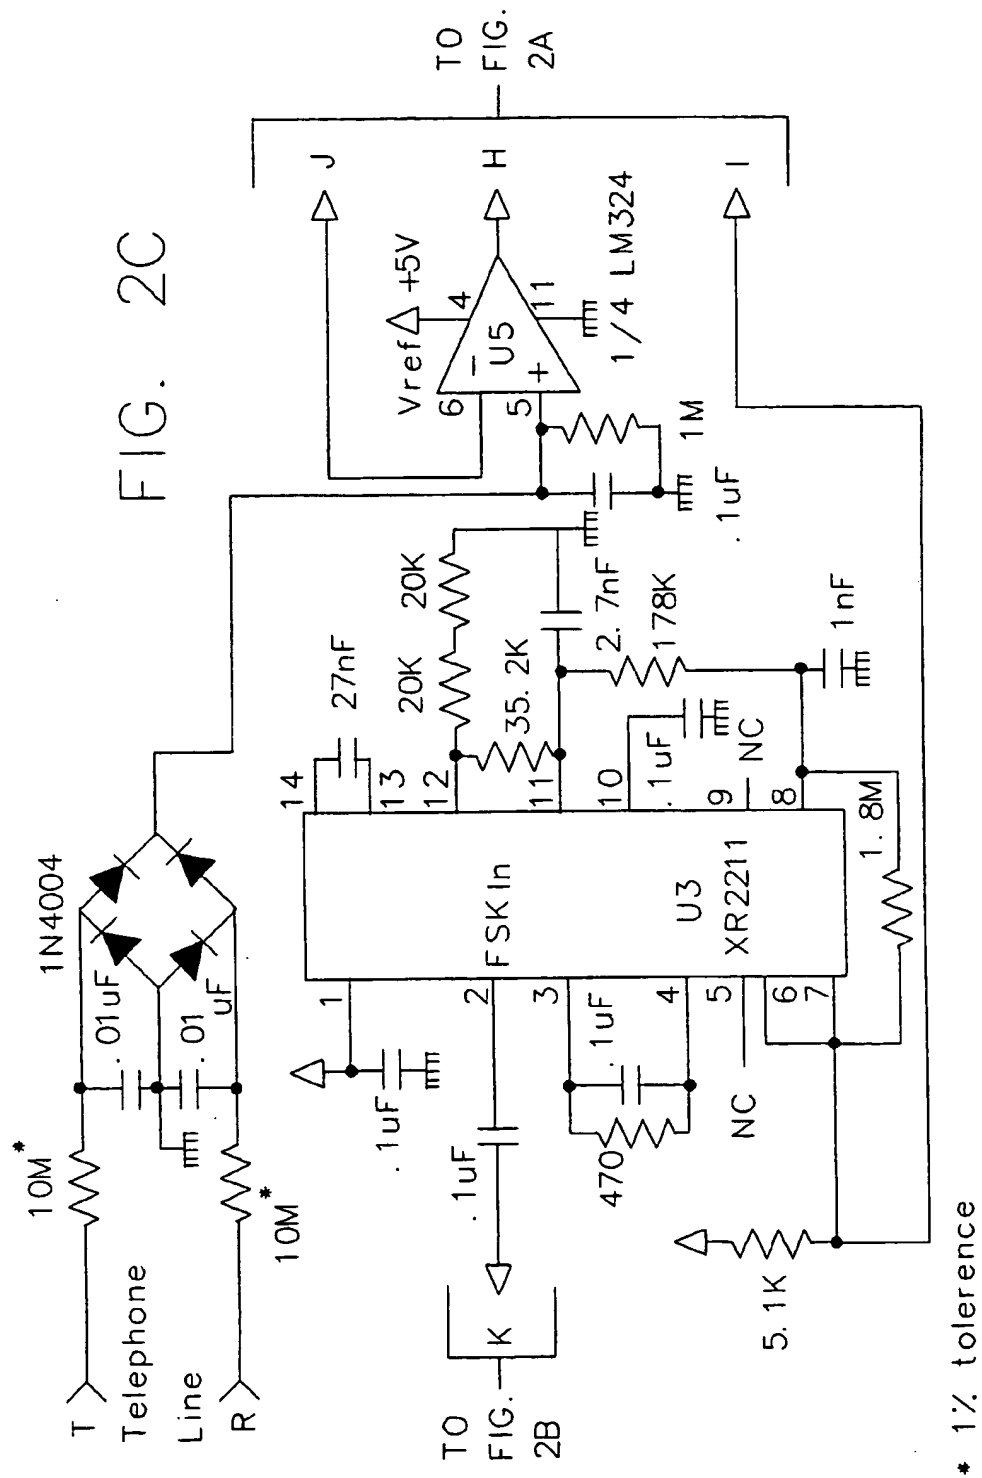 FIG. 2C
10M*
.01uF
1N4004
T
Telephone
Line
R
10M*
.01
uF
14
27nF
13
12
20K
20K
35.2K
11
2.7nF
178K
10
.1uF
9
NC
8
1nF
1.8M
FSKIn
U3
XR2211
1
.1uF
2
.1uF
3
.1uF
4
470
5
NC
6
7
5.1K
K
TO
FIG.
2B
Vref
+5V
6
4
U5
5
11
1/4 LM324
1M
.1uF
J
H
I
TO
FIG.
2A
* 1% tolerence